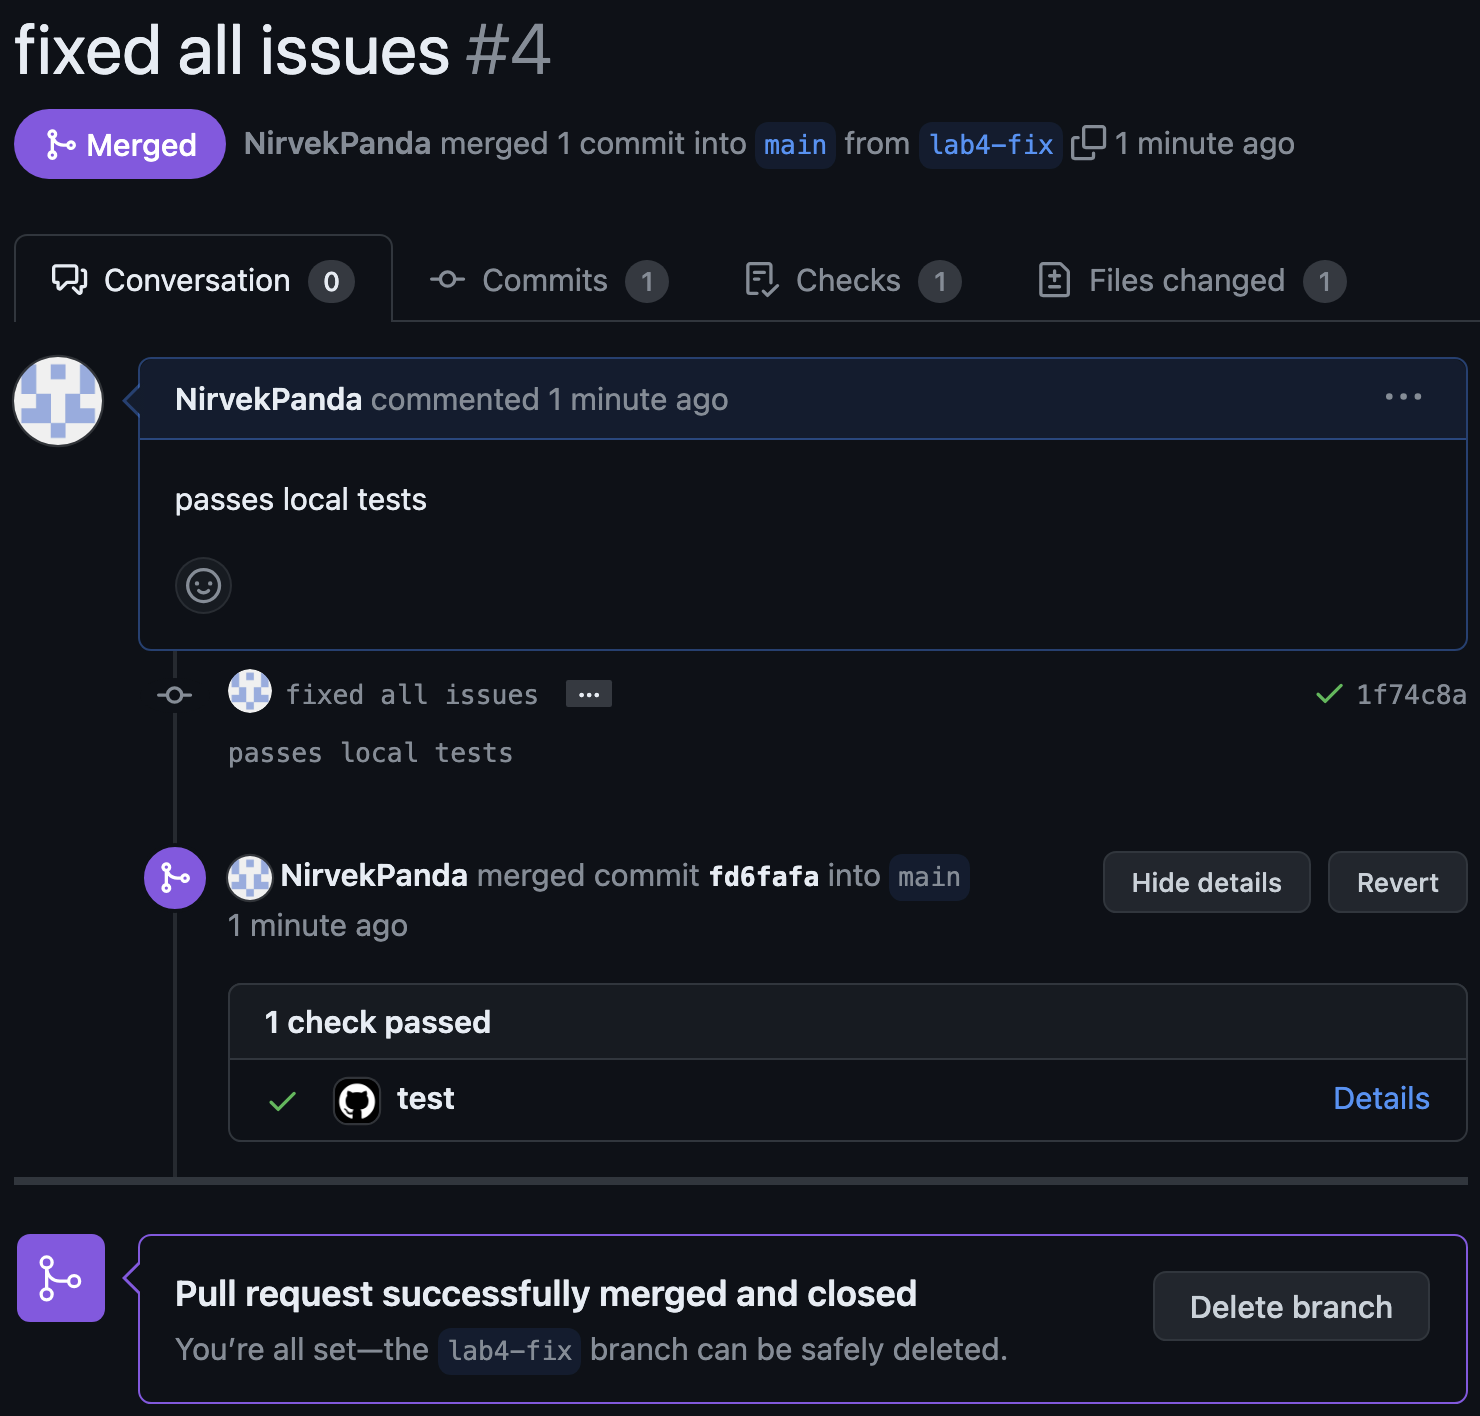 fixed all issues #4
Merged NirvekPanda merged 1 commit into main from lab4-fix 1 minute ago
Conversation 0 Commits 1 Checks 1 Files changed 1
NirvekPanda commented 1 minute ago
passes local tests
fixed all issues ... 1f74c8a
passes local tests
NirvekPanda merged commit fd6fafa into main Hide details Revert
1 minute ago
1 check passed
test Details
Pull request successfully merged and closed
Delete branch
You’re all set—the lab4-fix branch can be safely deleted.